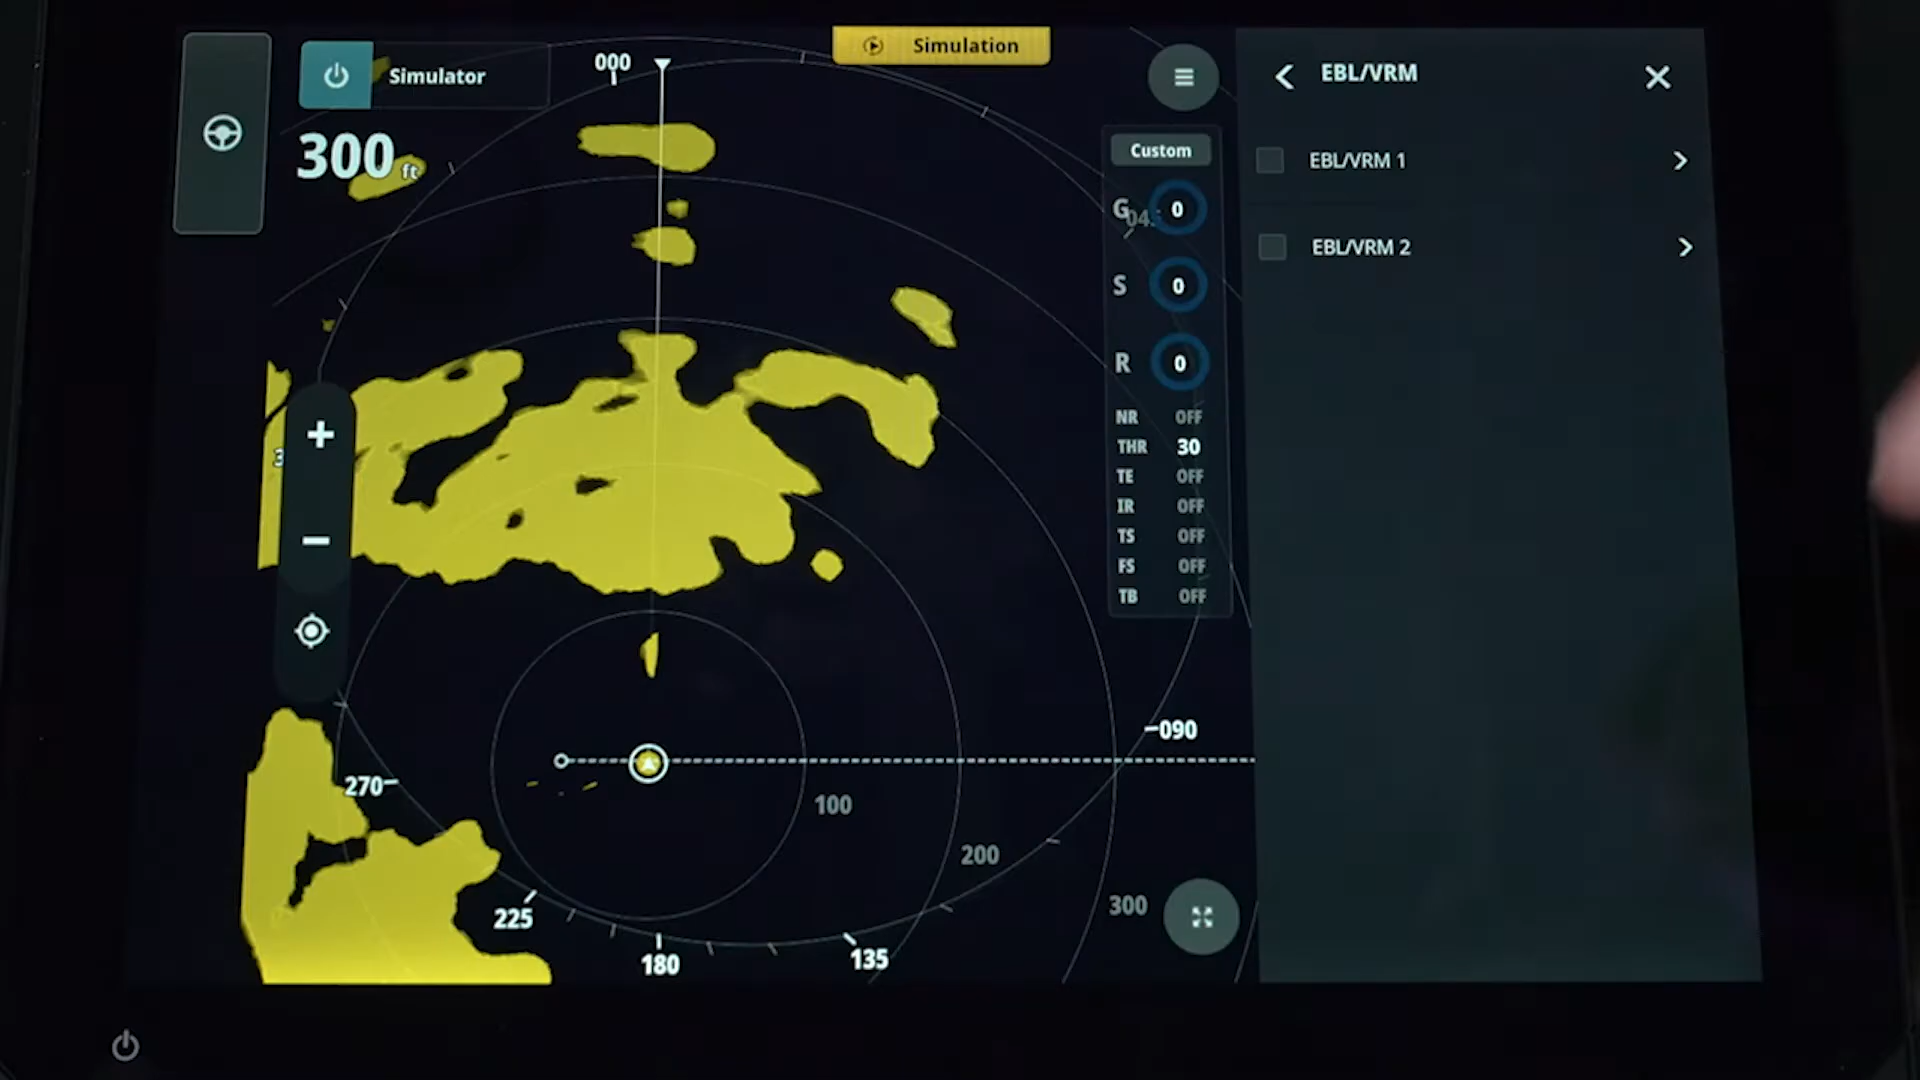 Simulation
Simulator
000
300 ft
EBL/VRM
Custom
EBL/VRM 1
G 0
EBL/VRM 2
S 0
R 0
NR OFF
THR 30
TE OFF
IR OFF
TS OFF
FS OFF
TB OFF
090
270
100
200
300
225
180
135